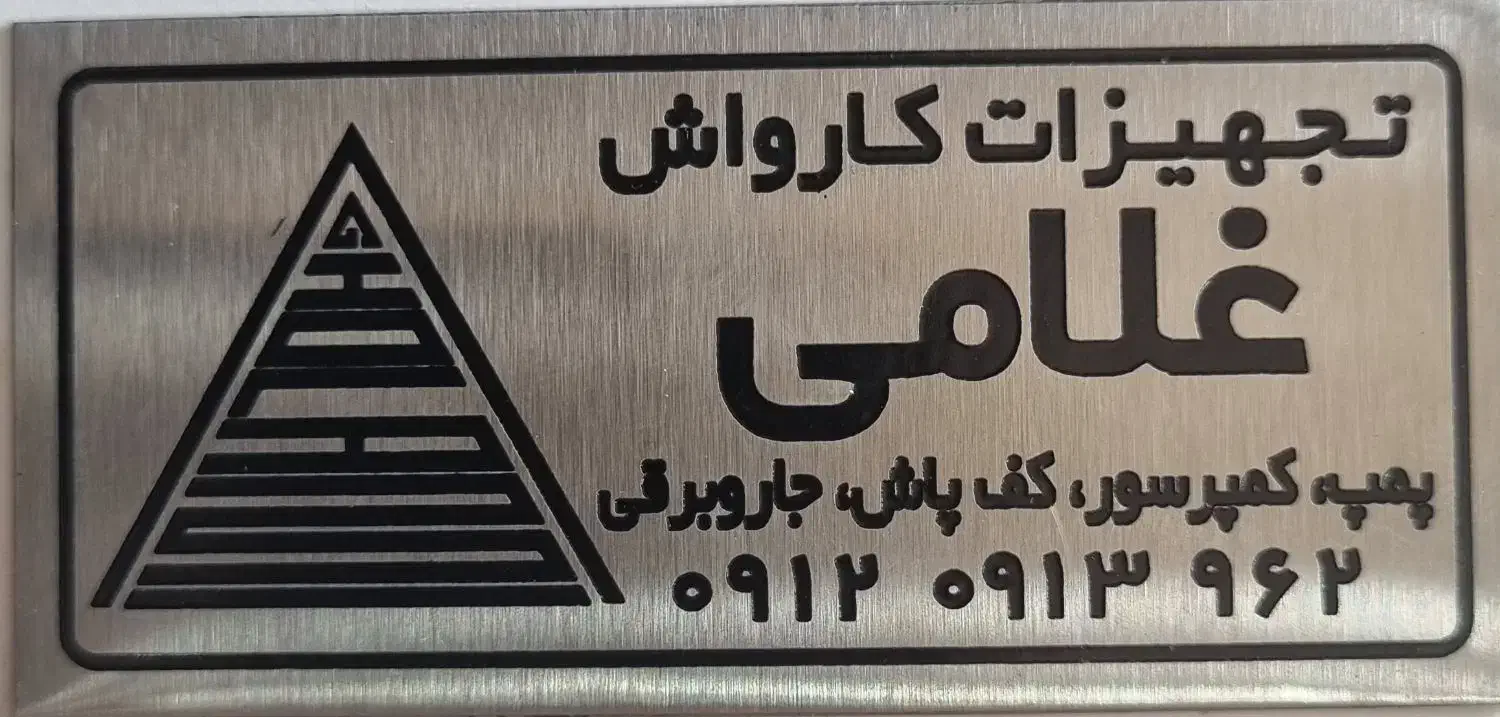 تجهیزات کارواش
غلامی
پمپ، کمپرسور، کف پاش، جاروبرقی
۰۹۱۲ ۰۹۱۳ ۹۶۲